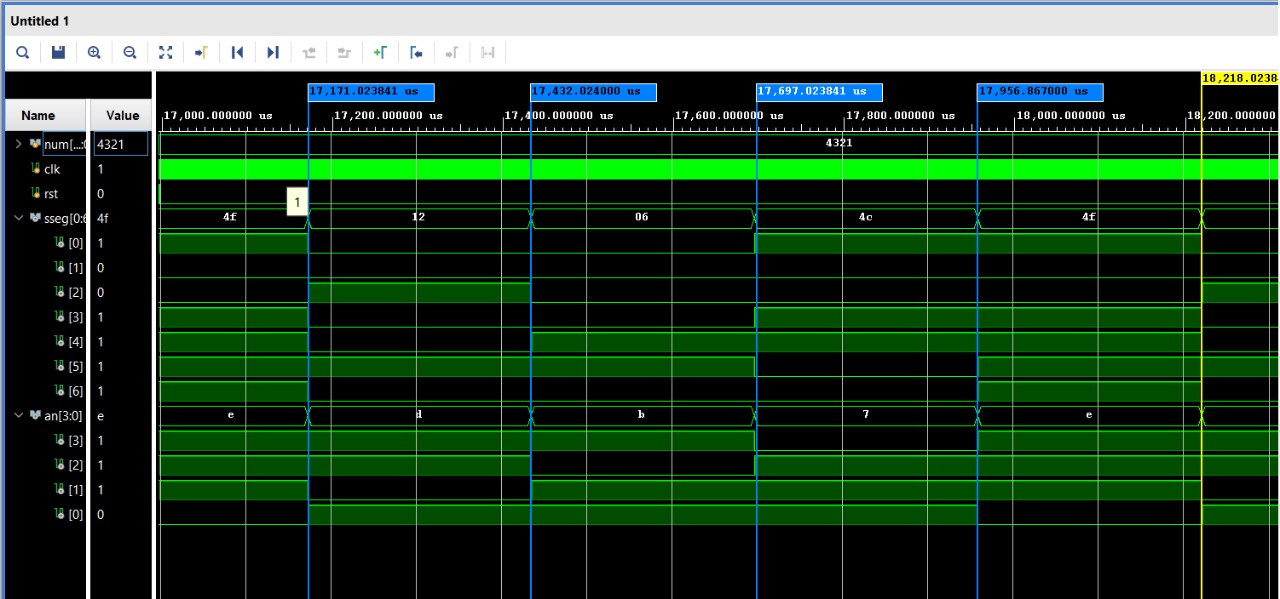 Untitled 1
18,218.0238
17,171.023841 us 17,432.024000 us 17,697.023841 us 17,956.867000 us
Name Value 17,000.000000 us 17,200.000000 us 17,400.000000 us 17,600.000000 us 17,800.000000 us 18,000.000000 us 18,200.000000
num[...:0 4321 4321
clk 1
rst 0 1
sseg[0:6 4f 4f 12 06 4c 4f
[0] 1
[1] 0
[2] 0
[3] 1
[4] 1
[5] 1
[6] 1
an[3:0] e e d b 7 e
[3] 1
[2] 1
[1] 1
[0] 0